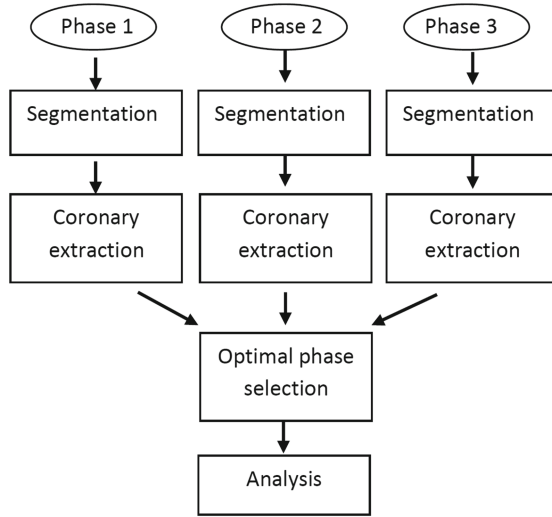 Phase 1
Phase 2
Phase 3
Segmentation
Segmentation
Segmentation
Coronary
extraction
Coronary
extraction
Coronary
extraction
Optimal phase
selection
Analysis